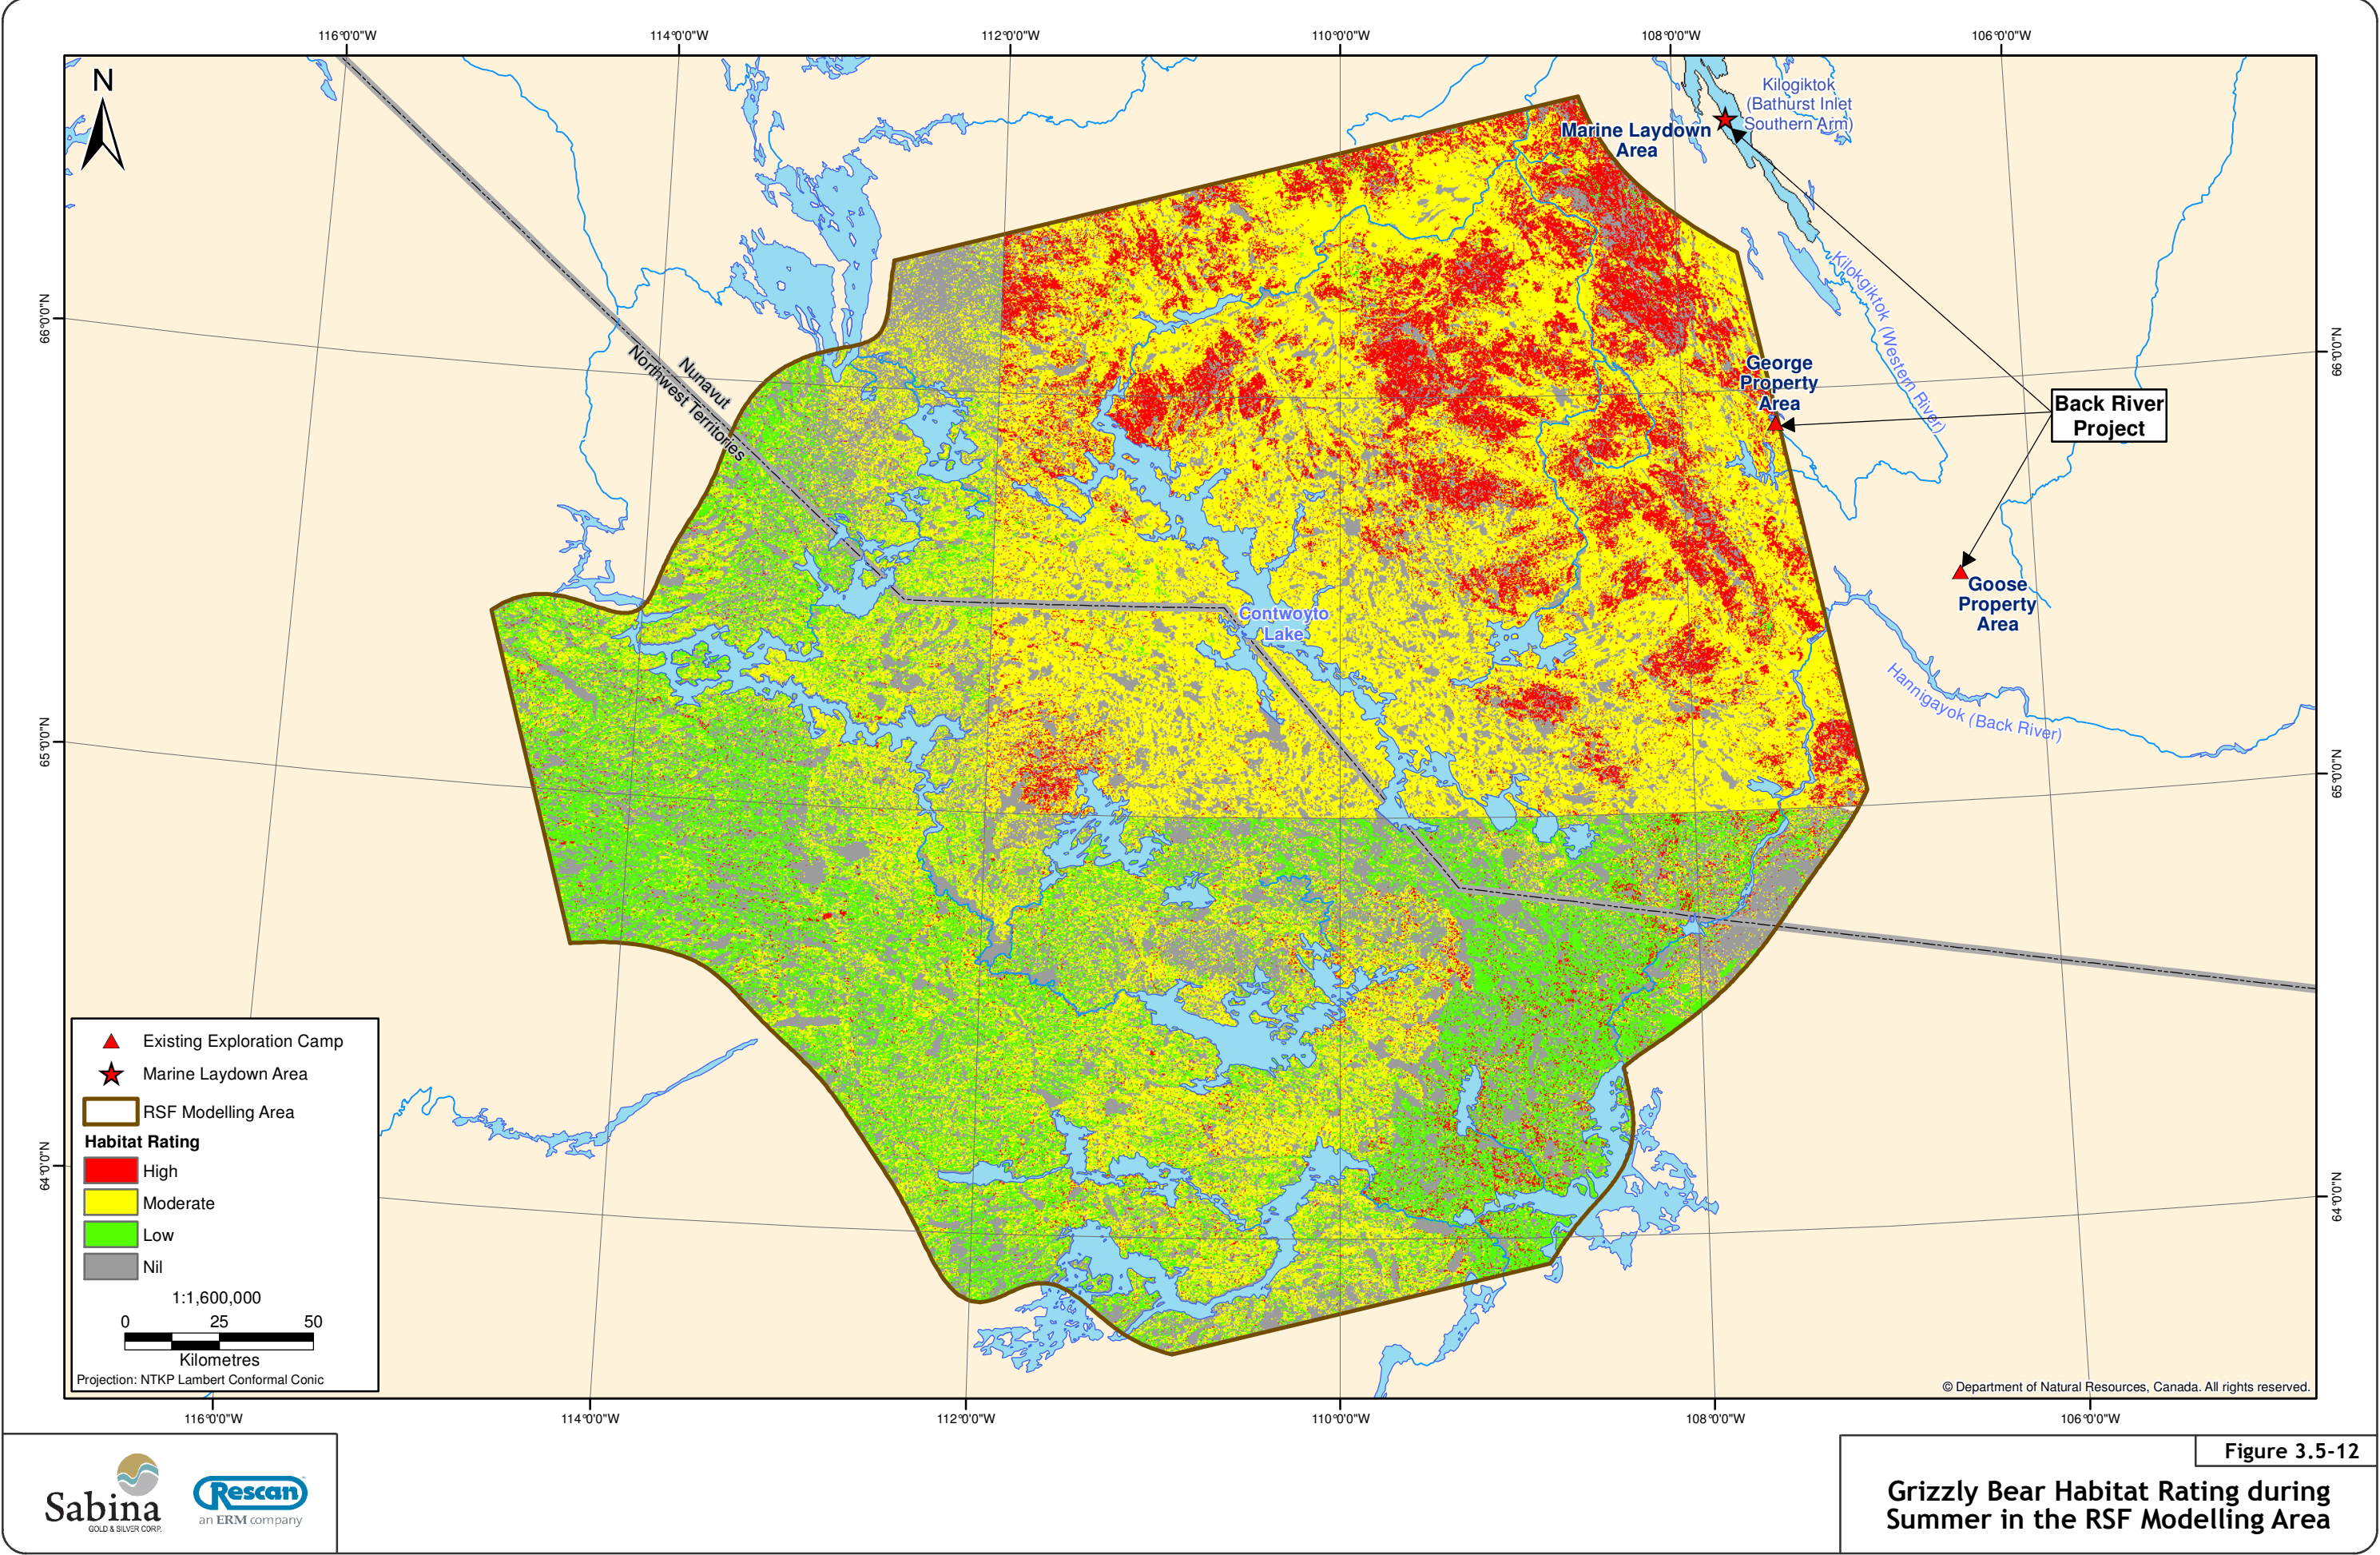 116°0'0"W
114°0'0"W
112°0'0"W
110°0'0"W
108°0'0"W
106°0'0"W
N
Kilogiktok
(Bathurst Inlet
Southern Arm)
Marine Laydown
Area
Kilokgiktok (Western River)
66°0'0"N
66°0'0"N
Nunavut
Northwest Territories
George
Property
Area
Back River
Project
Goose
Property
Area
Contwoyto
Lake
Hannigayok (Back River)
65°0'0"N
65°0'0"N
64°0'0"N
64°0'0"N
Existing Exploration Camp
Marine Laydown Area
RSF Modelling Area
Habitat Rating
High
Moderate
Low
Nil
1:1,600,000
0 25 50
Kilometres
Projection: NTKP Lambert Conformal Conic
© Department of Natural Resources, Canada. All rights reserved.
116°0'0"W
114°0'0"W
112°0'0"W
110°0'0"W
108°0'0"W
106°0'0"W
Sabina
GOLD & SILVER CORP.
Rescan
an ERM company
Figure 3.5-12
Grizzly Bear Habitat Rating during
Summer in the RSF Modelling Area